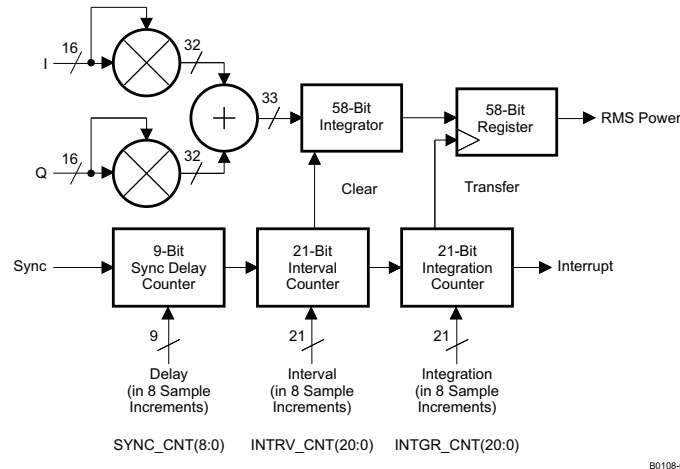 16
32
I
33
58-Bit
Integrator
58-Bit
Register
RMS Power
16
32
Q
Clear
Transfer
Sync
9-Bit
Sync Delay
Counter
21-Bit
Interval
Counter
21-Bit
Integration
Counter
Interrupt
9
21
21
Delay
(in 8 Sample
Increments)
Interval
(in 8 Sample
Increments)
Integration
(in 8 Sample
Increments)
SYNC_CNT(8:0)
INTRV_CNT(20:0)
INTGR_CNT(20:0)